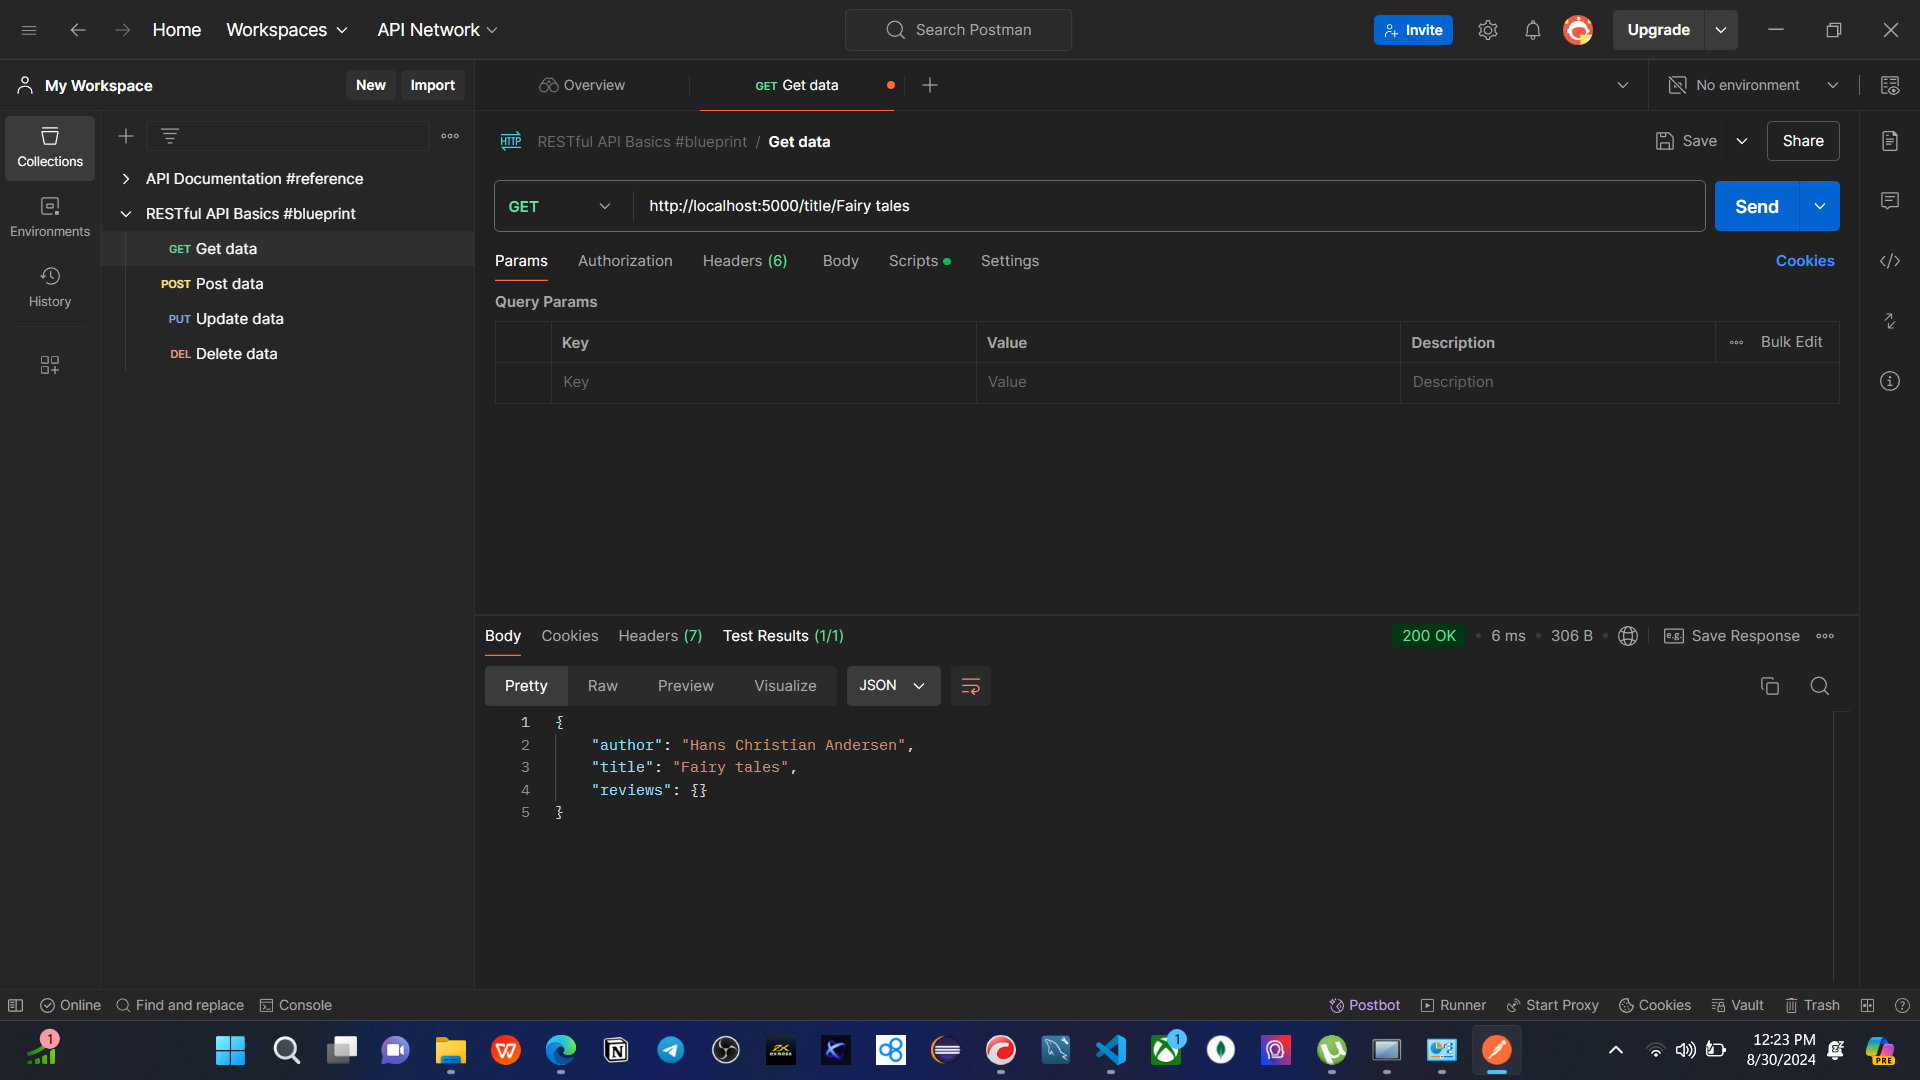 Home Workspaces API Network Search Postman Invite Upgrade
My Workspace New Import Overview GET Get data No environment
Collections
Environments
History
API Documentation #reference
RESTful API Basics #blueprint
GET Get data
POST Post data
PUT Update data
DEL Delete data
HTTP RESTful API Basics #blueprint / Get data Save Share
GET http://localhost:5000/title/Fairy tales Send
Params Authorization Headers (6) Body Scripts Settings Cookies
Query Params
Key Value Description Bulk Edit
Key Value Description
Body Cookies Headers (7) Test Results (1/1) 200 OK 6 ms 306 B e.g. Save Response
Pretty Raw Preview Visualize JSON
1 {
2 "author": "Hans Christian Andersen",
3 "title": "Fairy tales",
4 "reviews": {}
5 }
Online Find and replace Console Postbot Runner Start Proxy Cookies Vault Trash
1 1 12:23 PM
8/30/2024 PRE